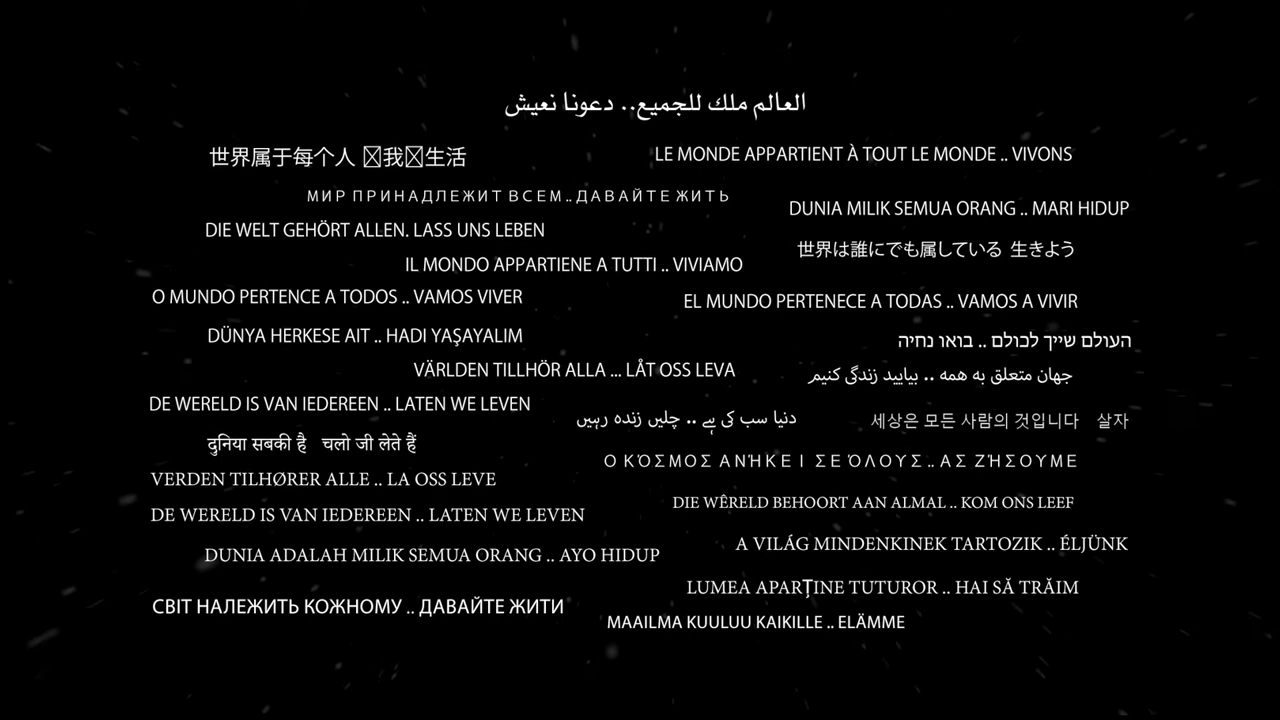 العالم ملك للجميع.. دعونا نعيش
世界属于每个人 我 生活
LE MONDE APPARTIENT À TOUT LE MONDE .. VIVONS
МИР ПРИНАДЛЕЖИТ ВСЕМ.. ДАВАЙТЕ ЖИТЬ
DUNIA MILIK SEMUA ORANG .. MARI HIDUP
DIE WELT GEHÖRT ALLEN. LASS UNS LEBEN
世界は誰にでも属している 生きよう
IL MONDO APPARTIENE A TUTTI .. VIVIAMO
O MUNDO PERTENCE A TODOS .. VAMOS VIVER
EL MUNDO PERTENECE A TODAS .. VAMOS A VIVIR
DÜNYA HERKESE AIT .. HADI YAŞAYALIM
העולם שייך לכולם .. בואו נחיה
VÄRLDEN TILLHÖR ALLA ... LÅT OSS LEVA
جهان متعلق به همه .. بیایید زندگی کنیم
DE WERELD IS VAN IEDEREEN .. LATEN WE LEVEN
دنیا سب کی ہے .. چلیں زندہ رہیں
세상은 모든 사람의 것입니다 살자
दुनिया सबकी है चलो जी लेते हैं
Ο ΚΌΣΜΟΣ ΑΝΉΚΕΙ ΣΕ ΌΛΟΥΣ .. ΑΣ ΖΉΣΟΥΜΕ
VERDEN TILHØRER ALLE .. LA OSS LEVE
DIE WÊRELD BEHOORT AAN ALMAL .. KOM ONS LEEF
DE WERELD IS VAN IEDEREEN .. LATEN WE LEVEN
A VILÁG MINDENKINEK TARTOZIK .. ÉLJÜNK
DUNIA ADALAH MILIK SEMUA ORANG .. AYO HIDUP
LUMEA APARȚINE TUTUROR .. HAI SĂ TRĂIM
СВІТ НАЛЕЖИТЬ КОЖНОМУ .. ДАВАЙТЕ ЖИТИ
MAAILMA KUULUU KAIKILLE .. ELÄMME